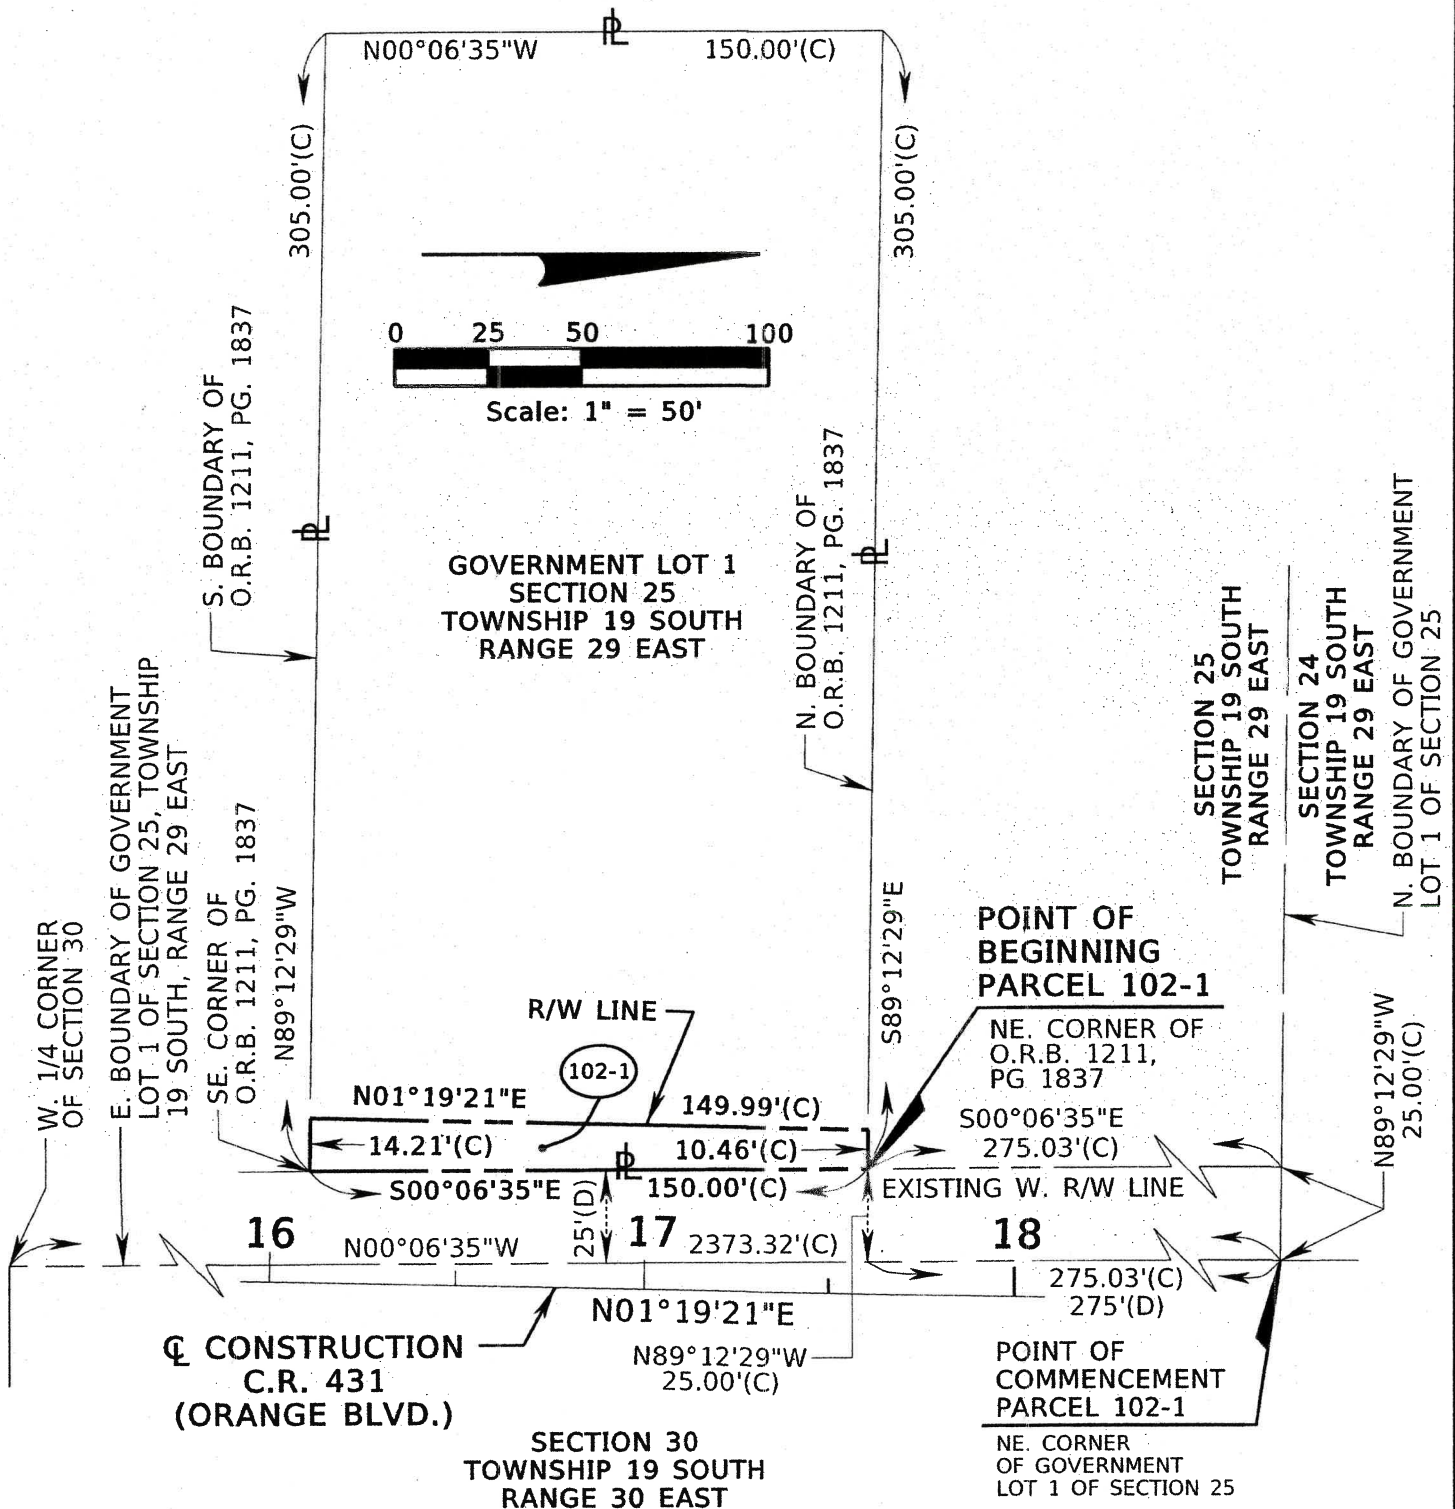 N00°06'35"W
PL
150.00'(C)
305.00'(C)
305.00'(C)
0 25 50 100
Scale: 1" = 50'
S. BOUNDARY OF
O.R.B. 1211, PG. 1837
PL
N. BOUNDARY OF
O.R.B. 1211, PG. 1837
PL
GOVERNMENT LOT 1
SECTION 25
TOWNSHIP 19 SOUTH
RANGE 29 EAST
SECTION 25
TOWNSHIP 19 SOUTH
RANGE 29 EAST
SECTION 24
TOWNSHIP 19 SOUTH
RANGE 29 EAST
N. BOUNDARY OF GOVERNMENT
LOT 1 OF SECTION 25
W. 1/4 CORNER
OF SECTION 30
E. BOUNDARY OF GOVERNMENT
LOT 1 OF SECTION 25, TOWNSHIP
19 SOUTH, RANGE 29 EAST
SE. CORNER OF
O.R.B. 1211, PG. 1837
N89°12'29"W
S89°12'29"E
POINT OF
BEGINNING
PARCEL 102-1
NE. CORNER OF
O.R.B. 1211,
PG 1837
R/W LINE
102-1
N01°19'21"E
149.99'(C)
14.21'(C)
10.46'(C)
PL
S00°06'35"E
150.00'(C)
S00°06'35"E
275.03'(C)
EXISTING W. R/W LINE
N89°12'29"W
25.00'(C)
25'(D)
16
17
18
N00°06'35"W
2373.32'(C)
275.03'(C)
275'(D)
N01°19'21"E
N89°12'29"W
25.00'(C)
CL CONSTRUCTION
C.R. 431
(ORANGE BLVD.)
POINT OF
COMMENCEMENT
PARCEL 102-1
NE. CORNER
OF GOVERNMENT
LOT 1 OF SECTION 25
SECTION 30
TOWNSHIP 19 SOUTH
RANGE 30 EAST